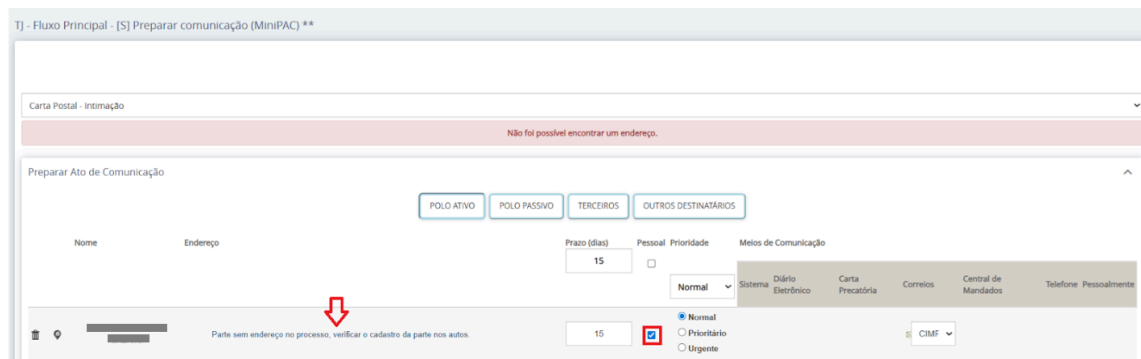 TJ - Fluxo Principal - [S] Preparar comunicação (MiniPAC) **
Carta Postal - Intimação
Não foi possível encontrar um endereço.
Preparar Ato de Comunicação
POLO ATIVO POLO PASSIVO TERCEIROS OUTROS DESTINATÁRIOS
Nome Endereço Prazo (dias) Pessoal Prioridade Meios de Comunicação
15
Normal Sistema Diário Eletrônico Carta Precatória Correios Central de Mandados Telefone Pessoalmente
Normal
Parte sem endereço no processo, verificar o cadastro da parte nos autos. 15 Prioritário
Urgente